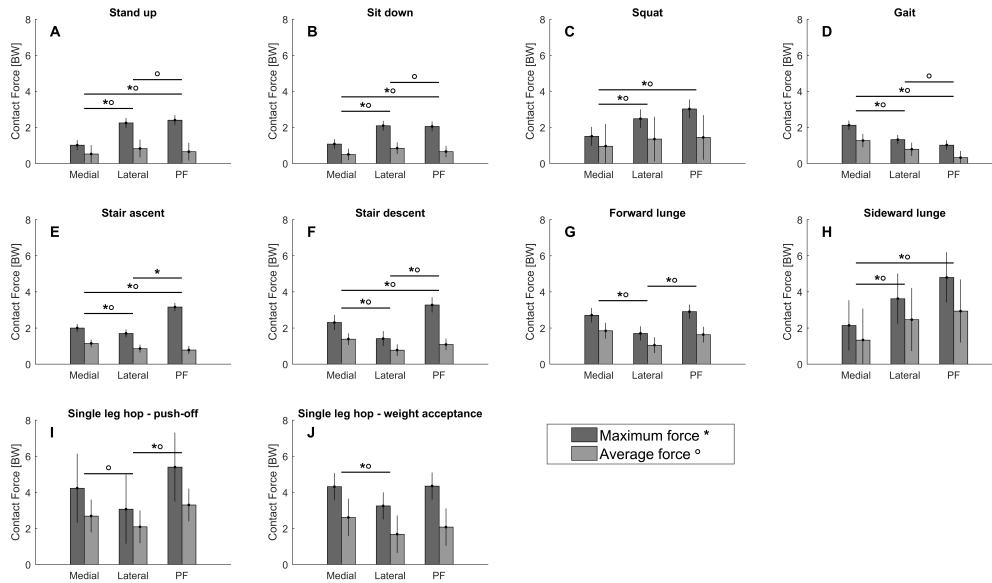 Stand up
A
Contact Force [BW]
8
6
4
2
0
*o
*o
o
Medial Lateral PF
Sit down
B
Contact Force [BW]
8
6
4
2
0
*o
*o
o
Medial Lateral PF
Squat
C
Contact Force [BW]
8
6
4
2
0
*o
*o
Medial Lateral PF
Gait
D
Contact Force [BW]
8
6
4
2
0
*o
*o
o
Medial Lateral PF
Stair ascent
E
Contact Force [BW]
8
6
4
2
0
*
*o
*o
Medial Lateral PF
Stair descent
F
Contact Force [BW]
8
6
4
2
0
*o
*o
*o
Medial Lateral PF
Forward lunge
G
Contact Force [BW]
8
6
4
2
0
*o
*o
Medial Lateral PF
Sideward lunge
H
Contact Force [BW]
8
6
4
2
0
*o
*o
Medial Lateral PF
Single leg hop - push-off
I
Contact Force [BW]
8
6
4
2
0
o
*o
Medial Lateral PF
Single leg hop - weight acceptance
J
Contact Force [BW]
8
6
4
2
0
*o
Medial Lateral PF
Maximum force *
Average force o